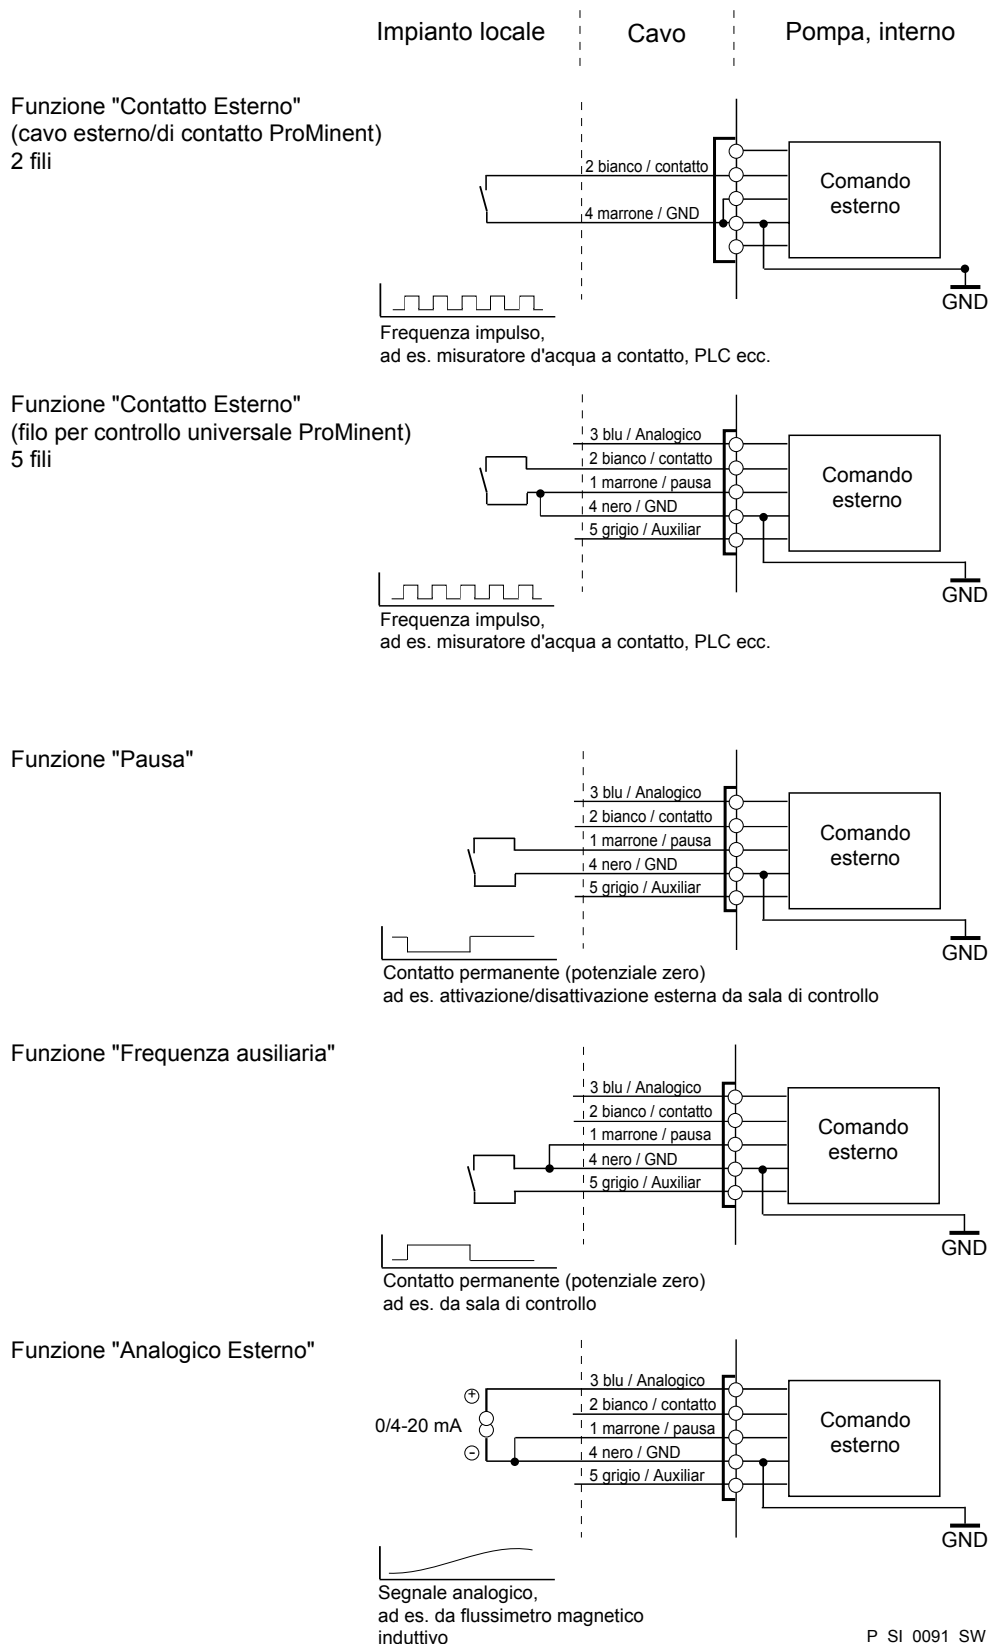 Impianto locale
Cavo
Pompa, interno
Funzione "Contatto Esterno"
(cavo esterno/di contatto ProMinent)
2 fili
2 bianco / contatto
4 marrone / GND
Comando
esterno
GND
Frequenza impulso,
ad es. misuratore d'acqua a contatto, PLC ecc.
Funzione "Contatto Esterno"
(filo per controllo universale ProMinent)
5 fili
3 blu / Analogico
2 bianco / contatto
1 marrone / pausa
4 nero / GND
5 grigio / Auxiliar
Comando
esterno
GND
Frequenza impulso,
ad es. misuratore d'acqua a contatto, PLC ecc.
Funzione "Pausa"
3 blu / Analogico
2 bianco / contatto
1 marrone / pausa
4 nero / GND
5 grigio / Auxiliar
Comando
esterno
GND
Contatto permanente (potenziale zero)
ad es. attivazione/disattivazione esterna da sala di controllo
Funzione "Frequenza ausiliaria"
3 blu / Analogico
2 bianco / contatto
1 marrone / pausa
4 nero / GND
5 grigio / Auxiliar
Comando
esterno
GND
Contatto permanente (potenziale zero)
ad es. da sala di controllo
Funzione "Analogico Esterno"
+
0/4-20 mA
-
3 blu / Analogico
2 bianco / contatto
1 marrone / pausa
4 nero / GND
5 grigio / Auxiliar
Comando
esterno
GND
Segnale analogico,
ad es. da flussimetro magnetico
induttivo
P_SI_0091_SW